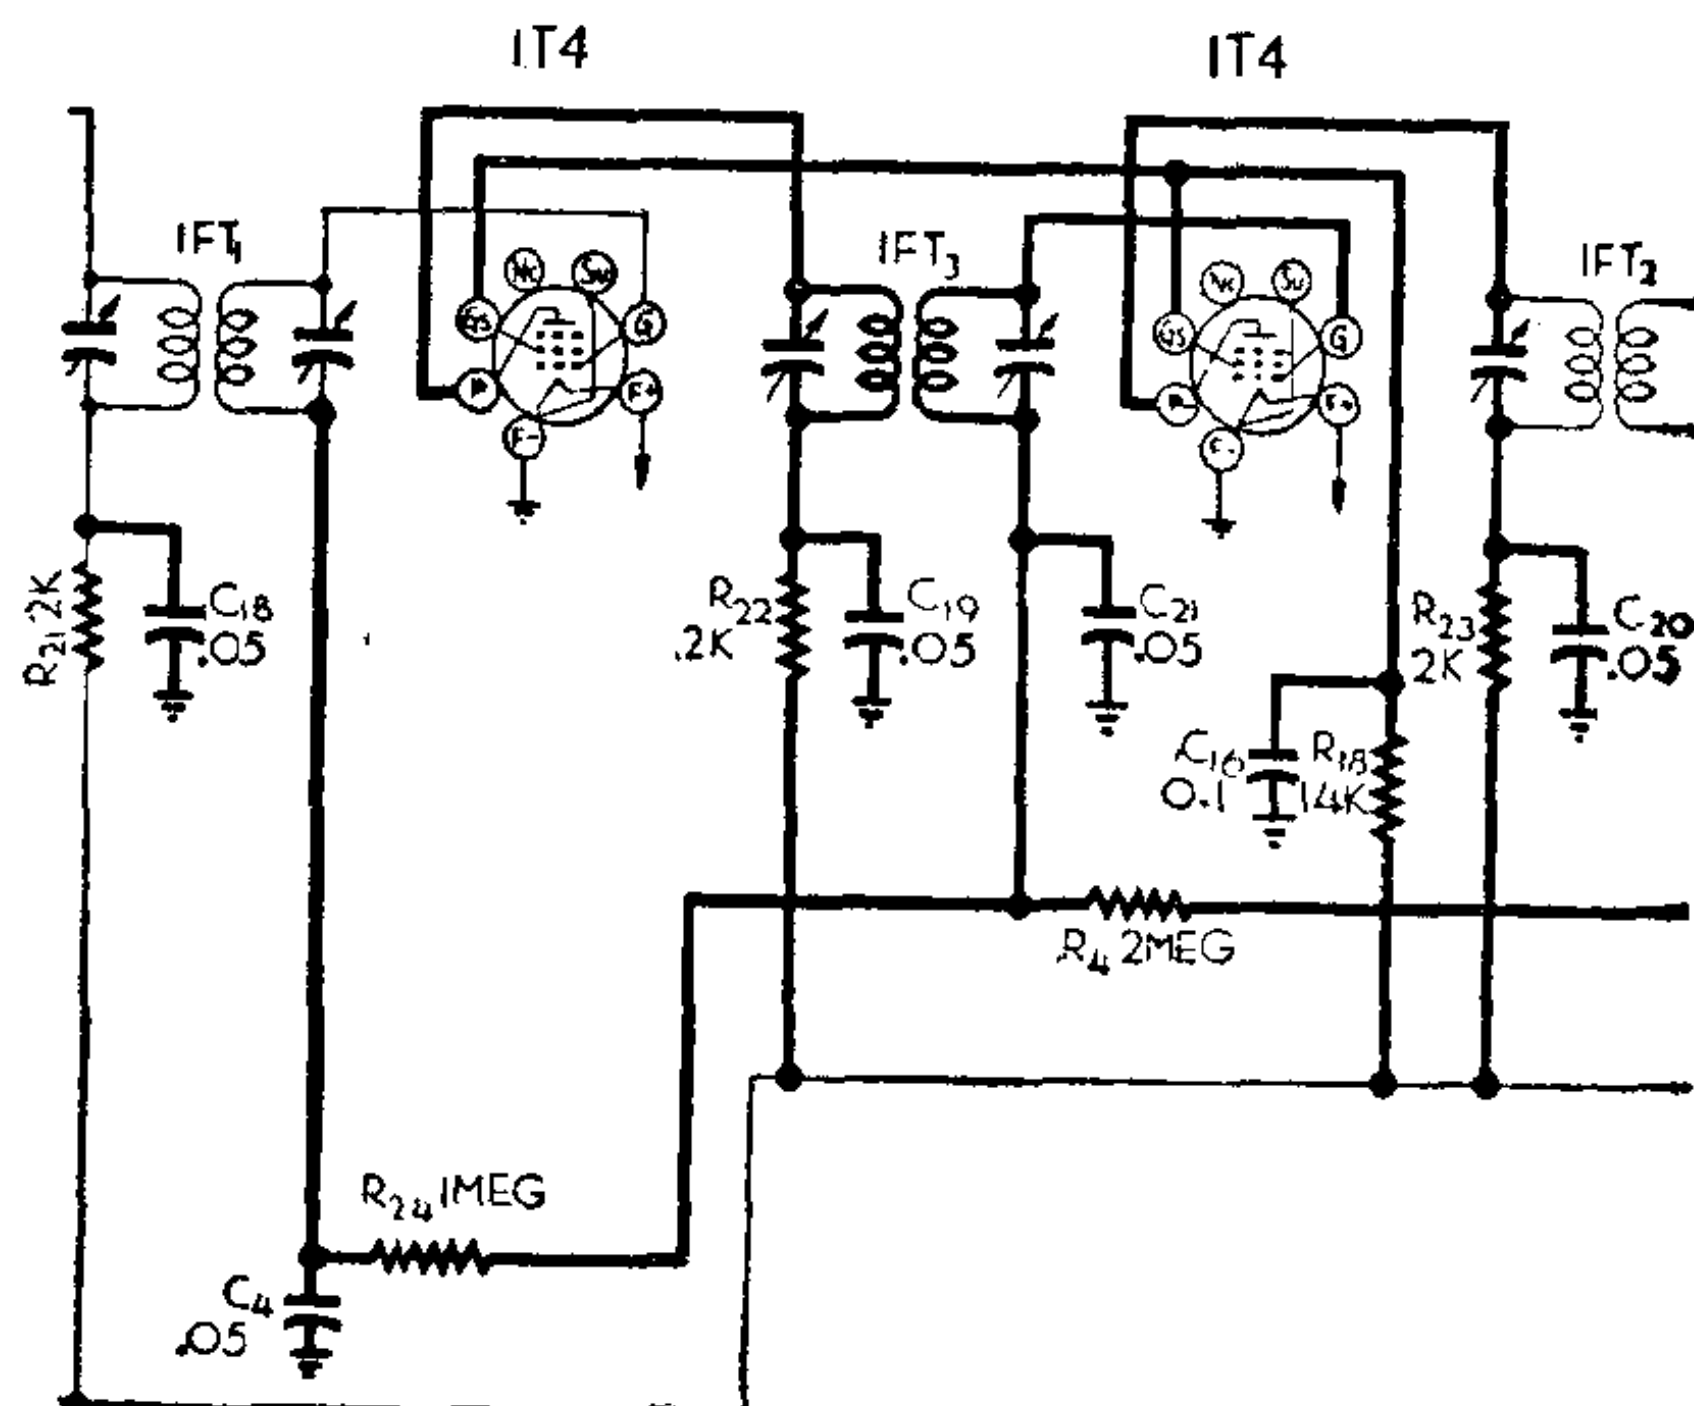 1T4
1T4
IFT1
IFT3
IFT2
NC
SU
GS
G
P
F+
F-
NC
SU
GS
G
P
F+
F-
R21 2K
C18
.05
R22
.2K
C19
.05
C21
.05
R23
2K
C20
.05
C16
0.1
R18
14K
R4 2MEG
R24 1MEG
C4
.05